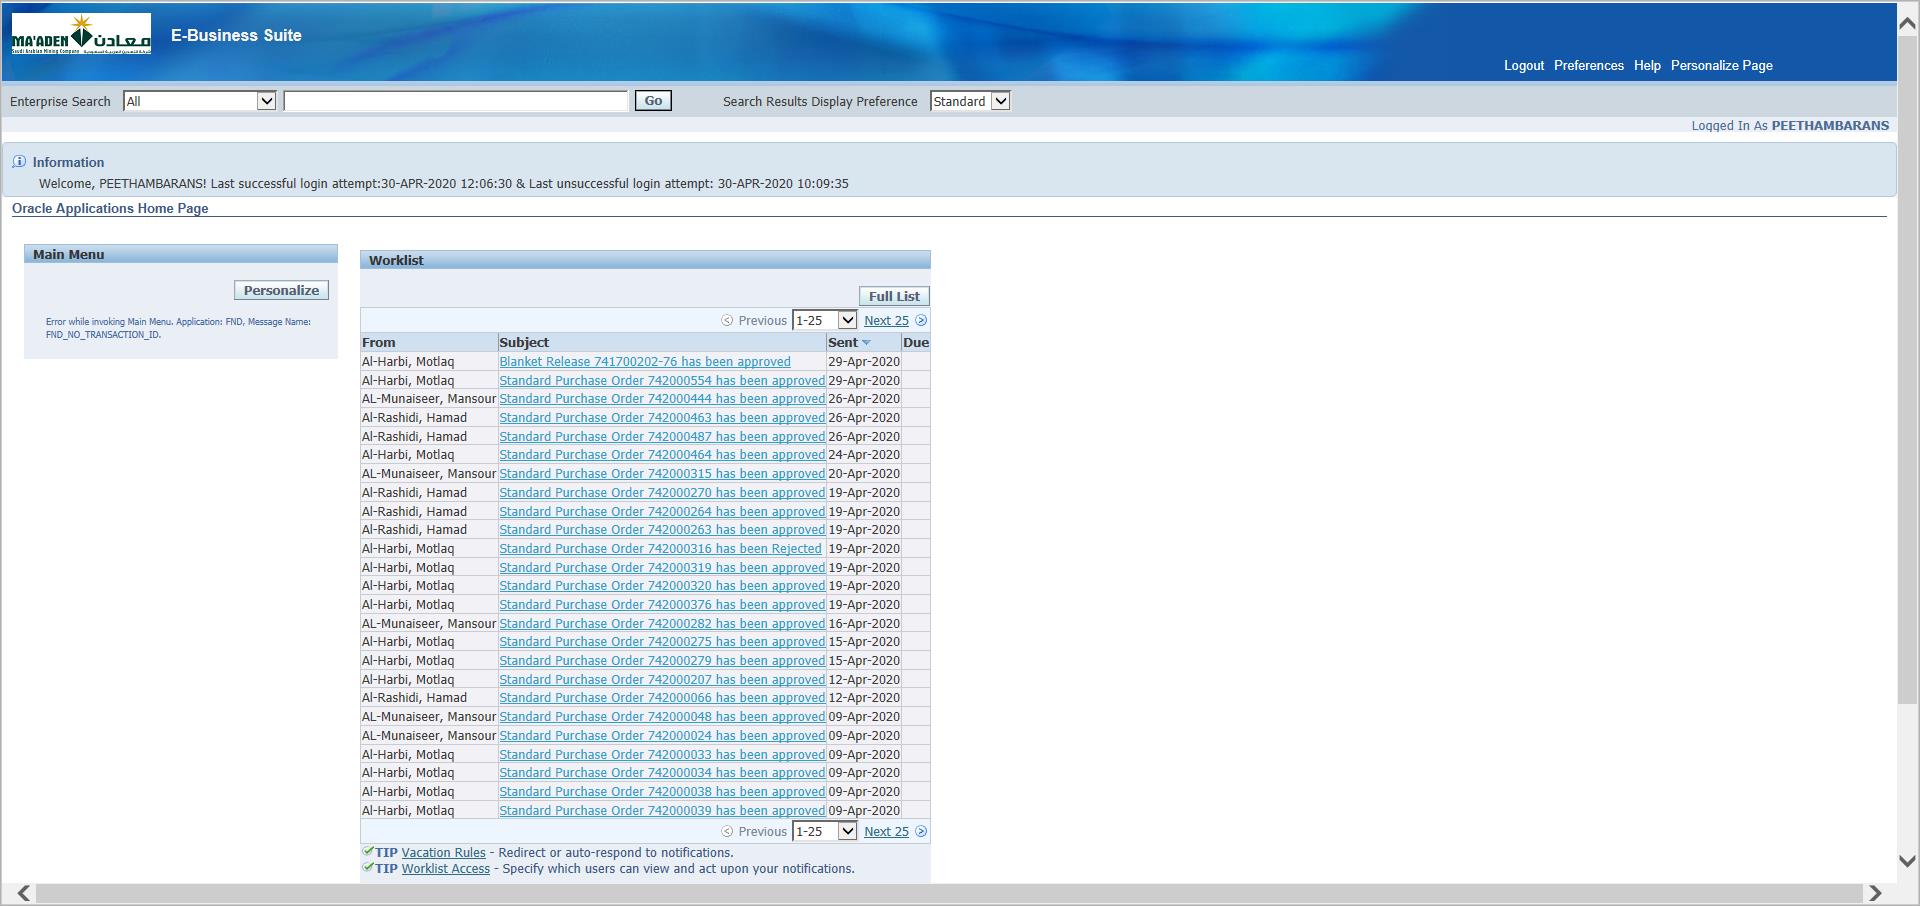 MA'ADEN معادن
Saudi Arabian Mining Company
E-Business Suite
Logout Preferences Help Personalize Page
Enterprise Search All Go Search Results Display Preference Standard
Logged In As PEETHAMBARANS
Information
Welcome, PEETHAMBARANS! Last successful login attempt:30-APR-2020 12:06:30 & Last unsuccessful login attempt: 30-APR-2020 10:09:35
Oracle Applications Home Page
Main Menu
Personalize
Error while invoking Main Menu. Application: FND, Message Name:
FND_NO_TRANSACTION_ID.
Worklist
Full List
Previous 1-25 Next 25
From Subject Sent Due
Al-Harbi, Motlaq Blanket Release 741700202-76 has been approved 29-Apr-2020
Al-Harbi, Motlaq Standard Purchase Order 742000554 has been approved 29-Apr-2020
AL-Munaiseer, Mansour Standard Purchase Order 742000444 has been approved 26-Apr-2020
Al-Rashidi, Hamad Standard Purchase Order 742000463 has been approved 26-Apr-2020
Al-Rashidi, Hamad Standard Purchase Order 742000487 has been approved 26-Apr-2020
Al-Harbi, Motlaq Standard Purchase Order 742000464 has been approved 24-Apr-2020
AL-Munaiseer, Mansour Standard Purchase Order 742000315 has been approved 20-Apr-2020
Al-Rashidi, Hamad Standard Purchase Order 742000270 has been approved 19-Apr-2020
Al-Rashidi, Hamad Standard Purchase Order 742000264 has been approved 19-Apr-2020
Al-Rashidi, Hamad Standard Purchase Order 742000263 has been approved 19-Apr-2020
Al-Harbi, Motlaq Standard Purchase Order 742000316 has been Rejected 19-Apr-2020
Al-Harbi, Motlaq Standard Purchase Order 742000319 has been approved 19-Apr-2020
Al-Harbi, Motlaq Standard Purchase Order 742000320 has been approved 19-Apr-2020
Al-Harbi, Motlaq Standard Purchase Order 742000376 has been approved 19-Apr-2020
AL-Munaiseer, Mansour Standard Purchase Order 742000282 has been approved 16-Apr-2020
Al-Harbi, Motlaq Standard Purchase Order 742000275 has been approved 15-Apr-2020
Al-Harbi, Motlaq Standard Purchase Order 742000279 has been approved 15-Apr-2020
Al-Harbi, Motlaq Standard Purchase Order 742000207 has been approved 12-Apr-2020
Al-Rashidi, Hamad Standard Purchase Order 742000066 has been approved 12-Apr-2020
AL-Munaiseer, Mansour Standard Purchase Order 742000048 has been approved 09-Apr-2020
AL-Munaiseer, Mansour Standard Purchase Order 742000024 has been approved 09-Apr-2020
Al-Harbi, Motlaq Standard Purchase Order 742000033 has been approved 09-Apr-2020
Al-Harbi, Motlaq Standard Purchase Order 742000034 has been approved 09-Apr-2020
Al-Harbi, Motlaq Standard Purchase Order 742000038 has been approved 09-Apr-2020
Al-Harbi, Motlaq Standard Purchase Order 742000039 has been approved 09-Apr-2020
Previous 1-25 Next 25
TIP Vacation Rules - Redirect or auto-respond to notifications.
TIP Worklist Access - Specify which users can view and act upon your notifications.